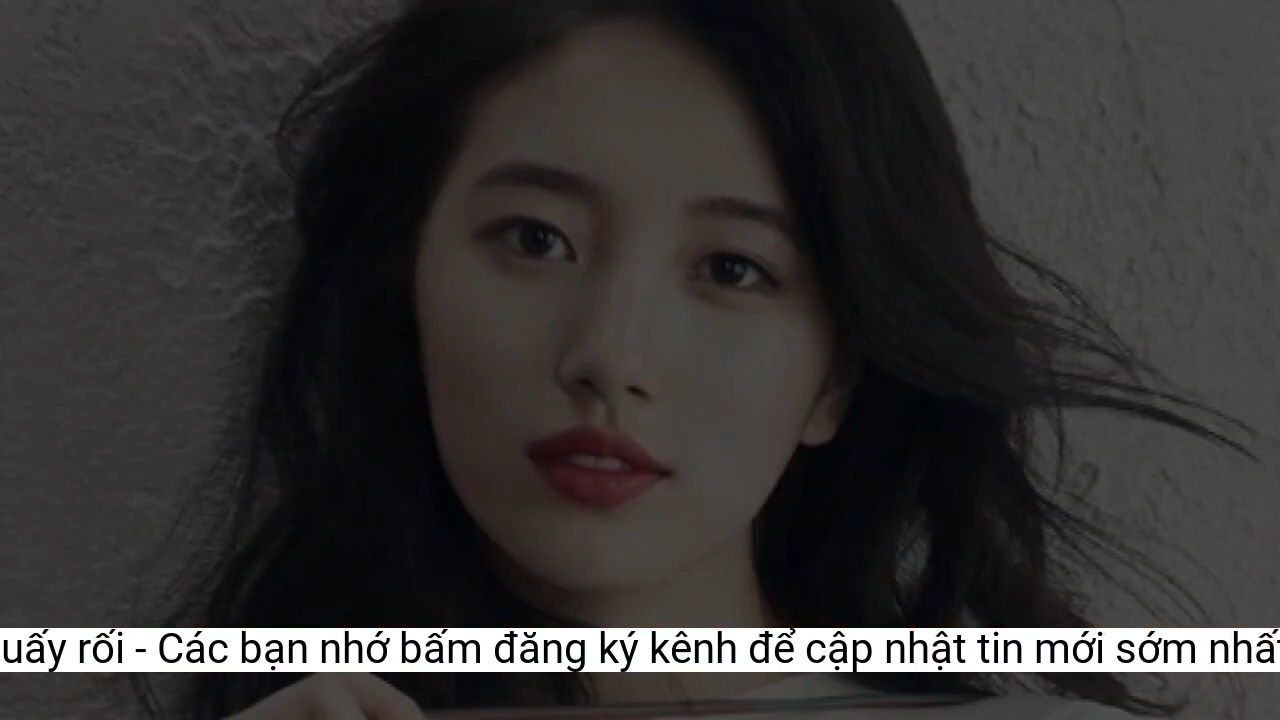 uấy rối - Các bạn nhớ bấm đăng ký kênh để cập nhật tin mới sớm nhất